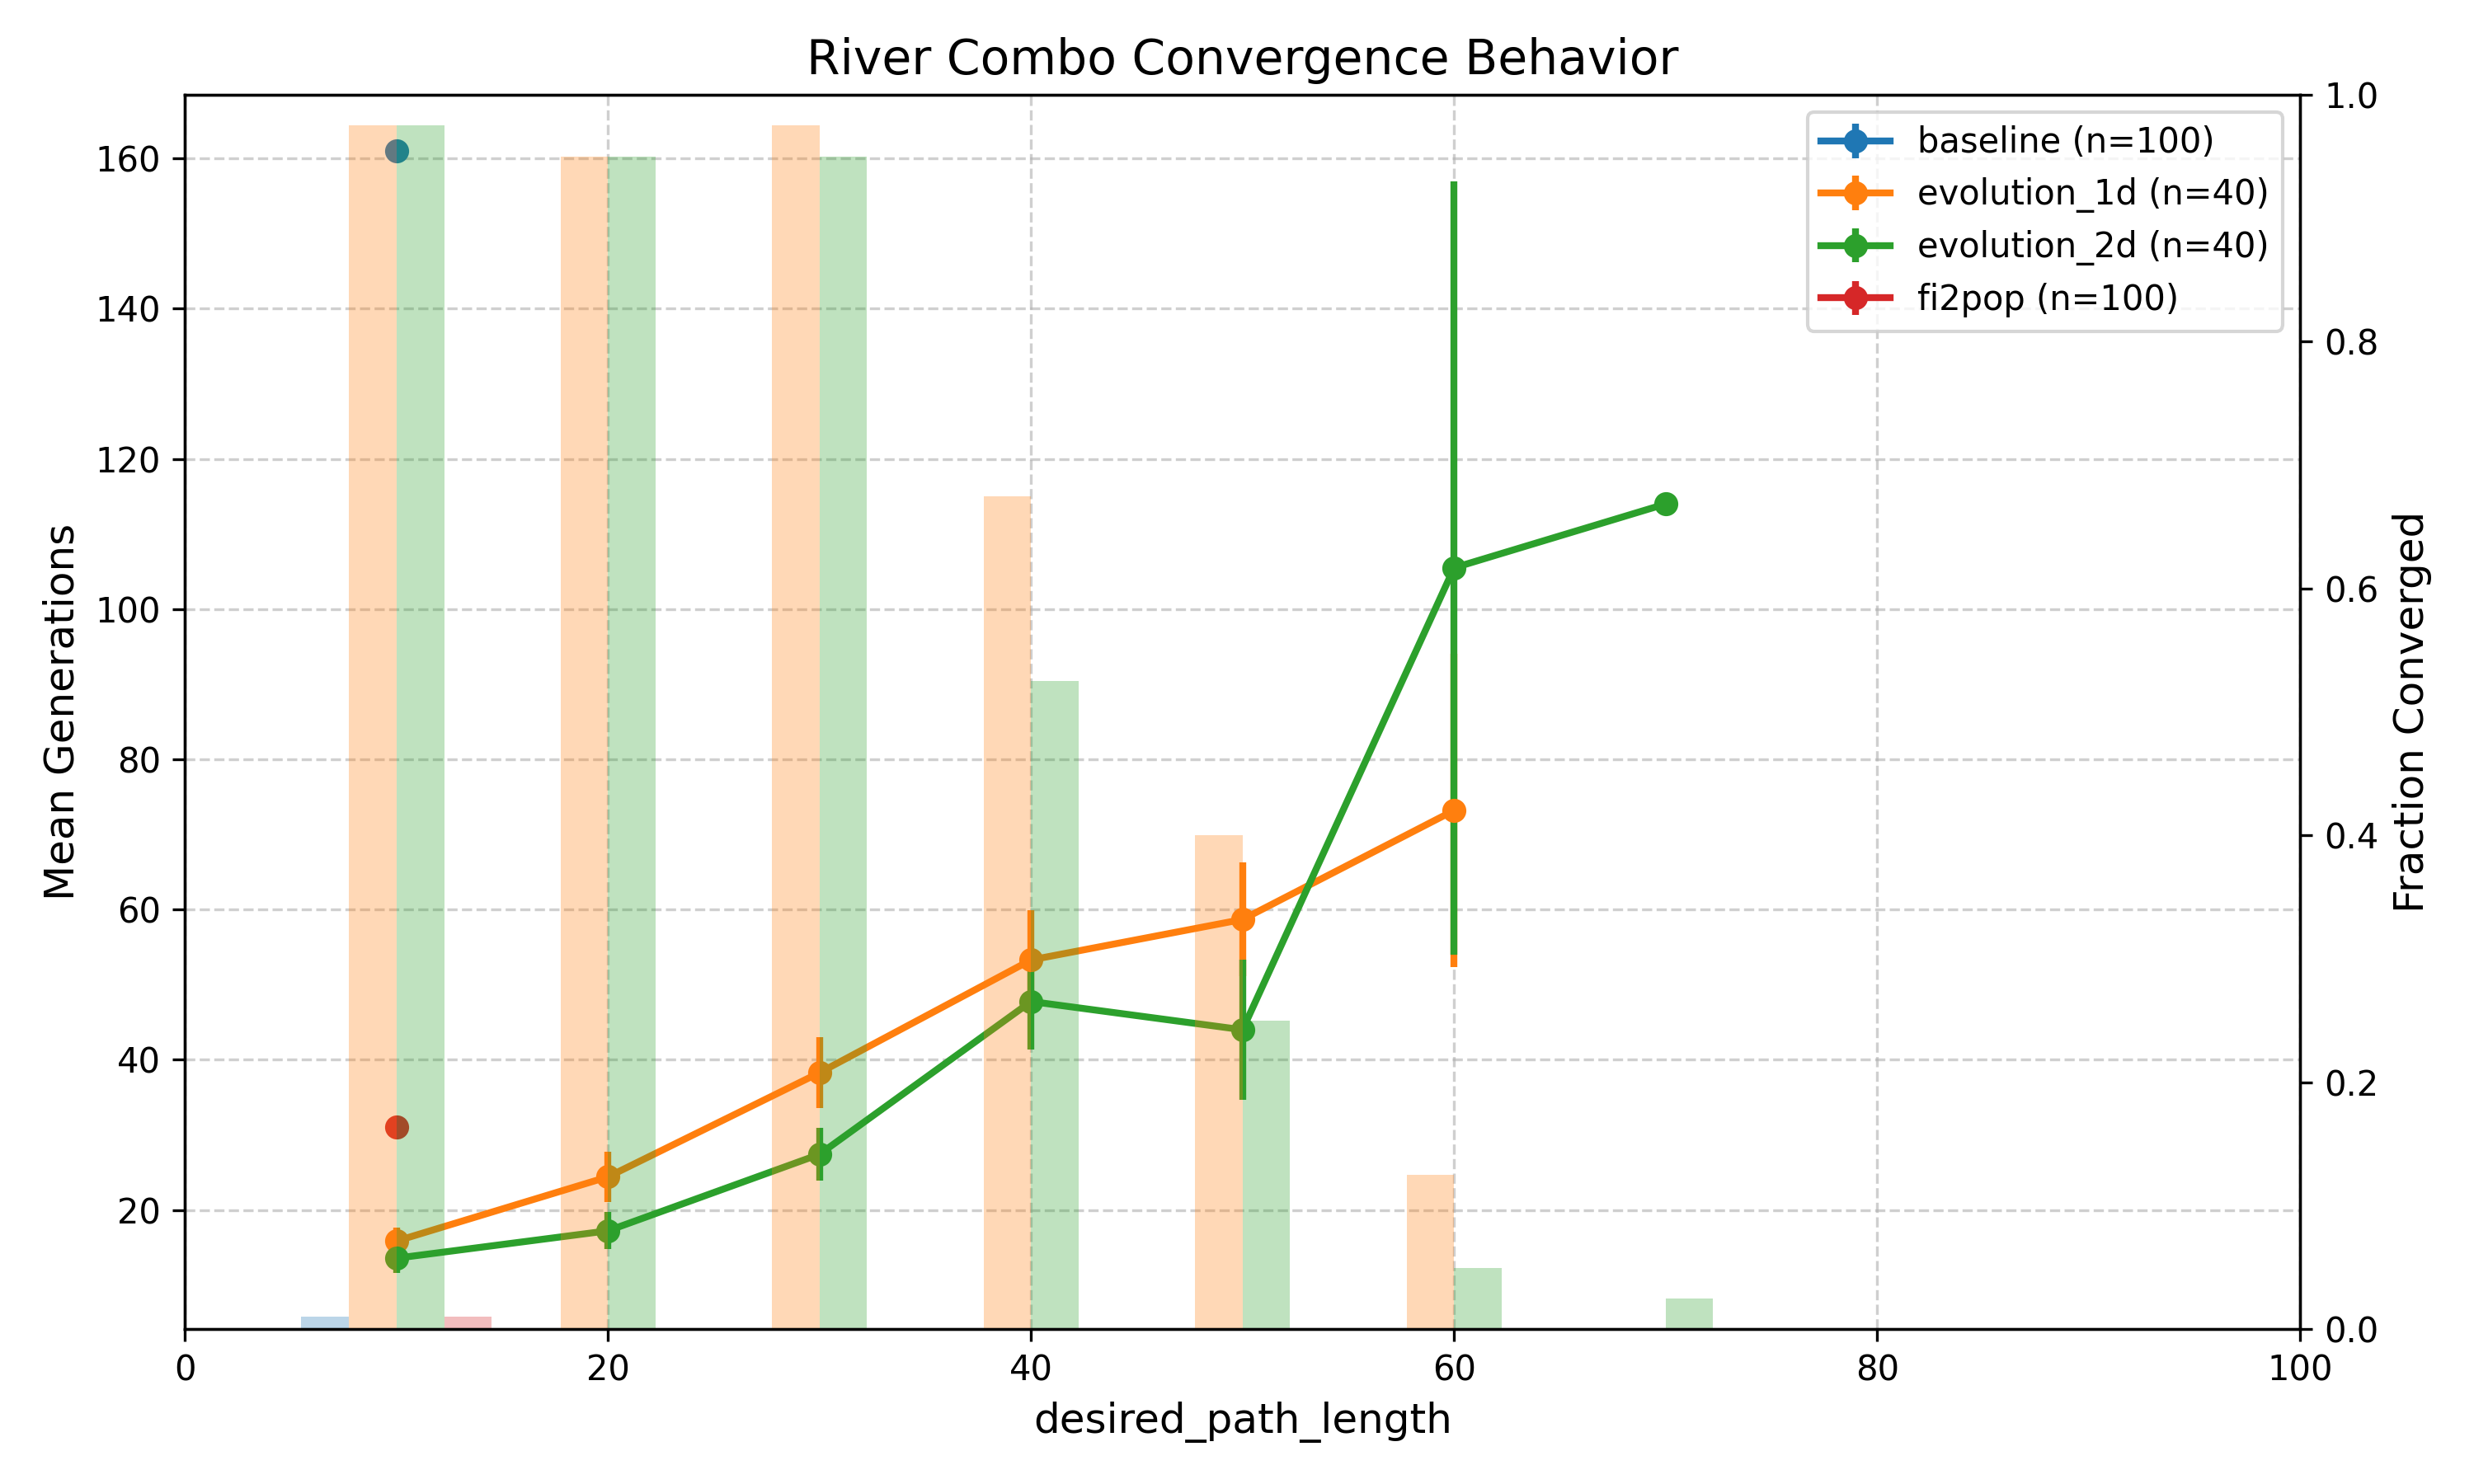 River Combo Convergence Behavior
Mean Generations
160
140
120
100
80
60
40
20
baseline (n=100)
evolution_1d (n=40)
evolution_2d (n=40)
fi2pop (n=100)
1.0
0.8
0.6
0.4
0.2
0.0
Fraction Converged
0 20 40 60 80 100
desired_path_length